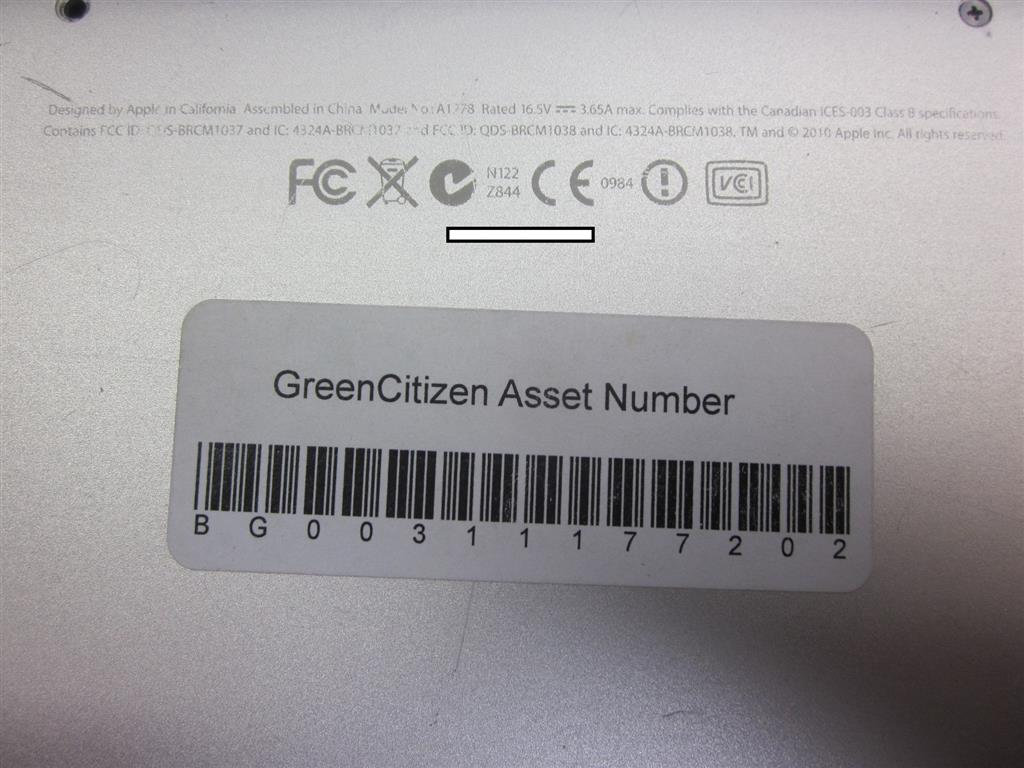 Designed by Apple in California Assembled in China Model No: A1278 Rated 16.5V 3.65A max. Complies with the Canadian ICES-003 Class B specifications.
Contains FCC ID: QDS-BRCM1037 and IC: 4324A-BRCM1037 and FCC ID: QDS-BRCM1038 and IC: 4324A-BRCM1038. TM and © 2010 Apple Inc. All rights reserved.
FC N122 CE 0984 VCCI
Z844
GreenCitizen Asset Number
B G 0 0 3 1 1 1 7 7 2 0 2